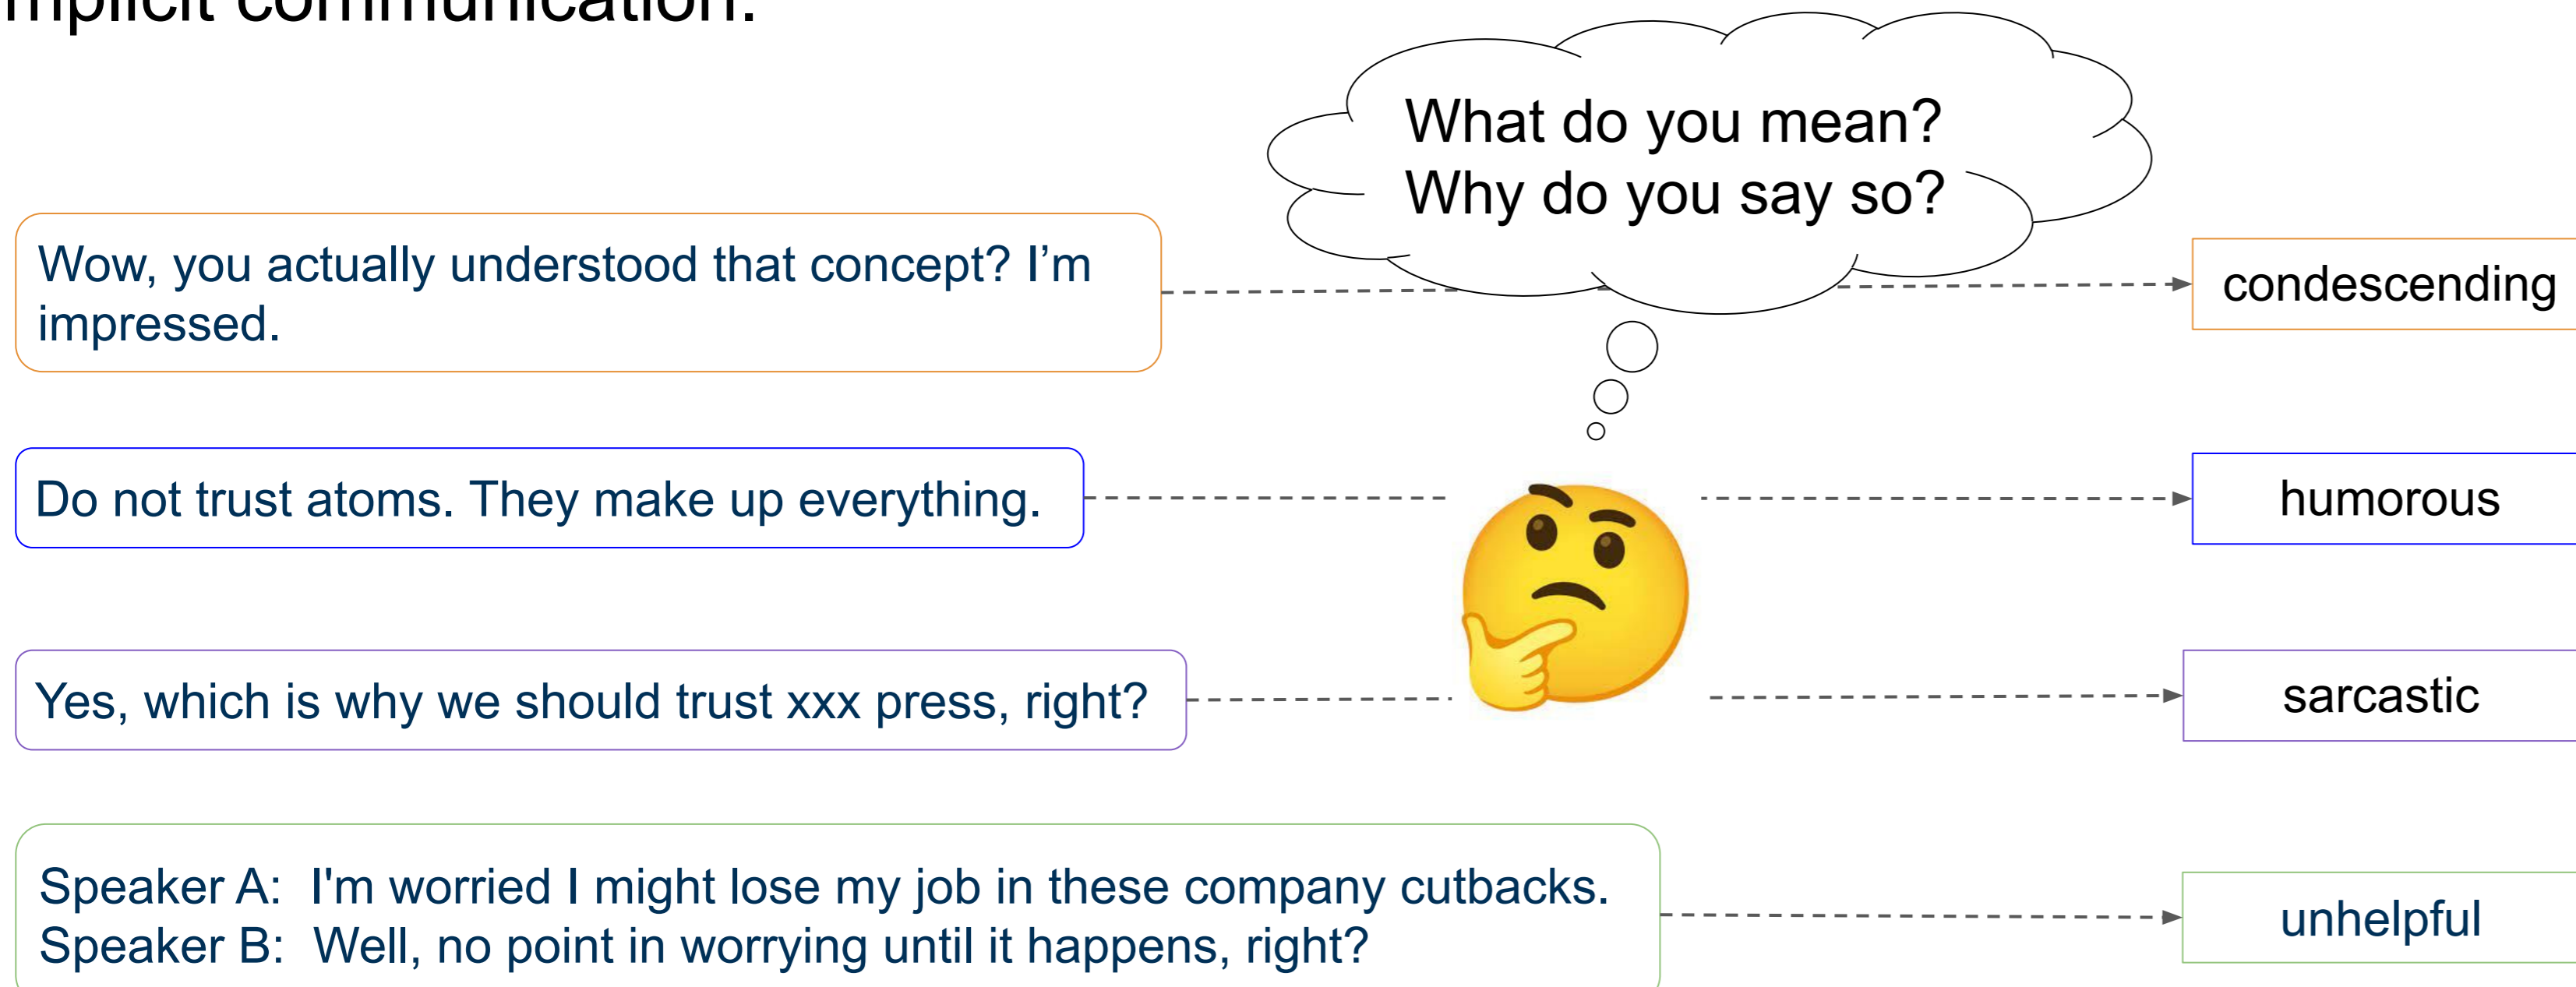 mplicit communication.
What do you mean?
Why do you say so?
Wow, you actually understood that concept? I’m
impressed.
condescending
Do not trust atoms. They make up everything.
humorous
Yes, which is why we should trust xxx press, right?
sarcastic
Speaker A:  I'm worried I might lose my job in these company cutbacks.
Speaker B:  Well, no point in worrying until it happens, right?
unhelpful